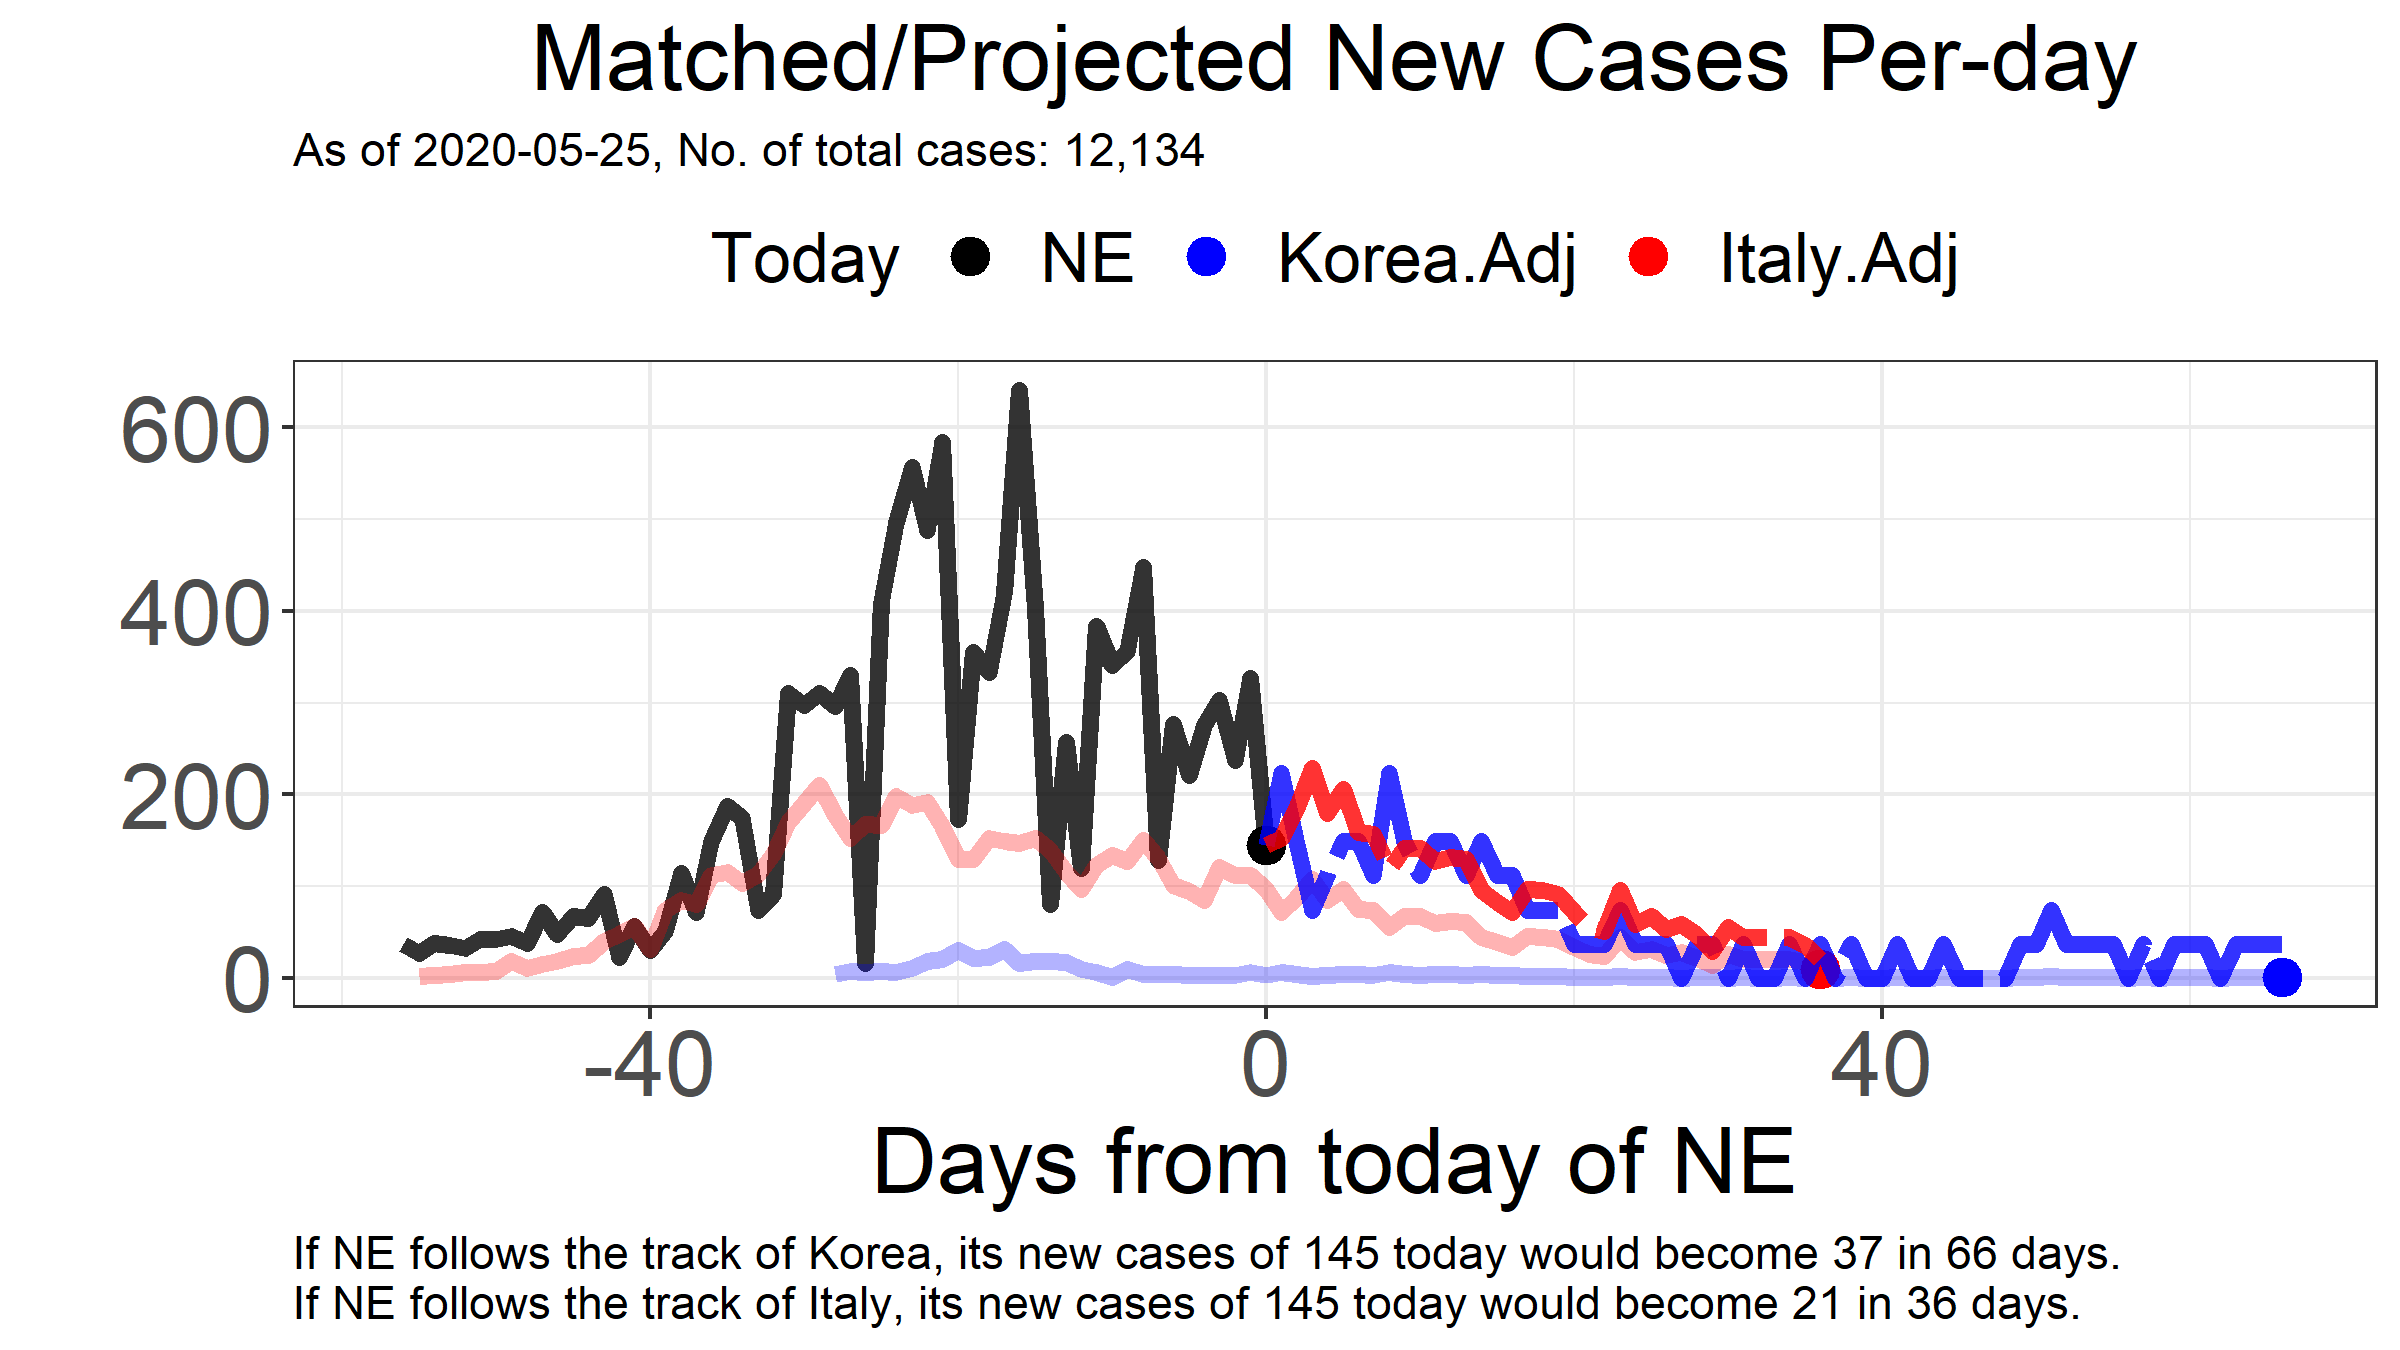 Matched/Projected New Cases Per-day
As of 2020-05-25, No. of total cases: 12,134
Today NE Korea.Adj Italy.Adj
600
400
200
0
-40 0 40
Days from today of NE
If NE follows the track of Korea, its new cases of 145 today would become 37 in 66 days.
If NE follows the track of Italy, its new cases of 145 today would become 21 in 36 days.